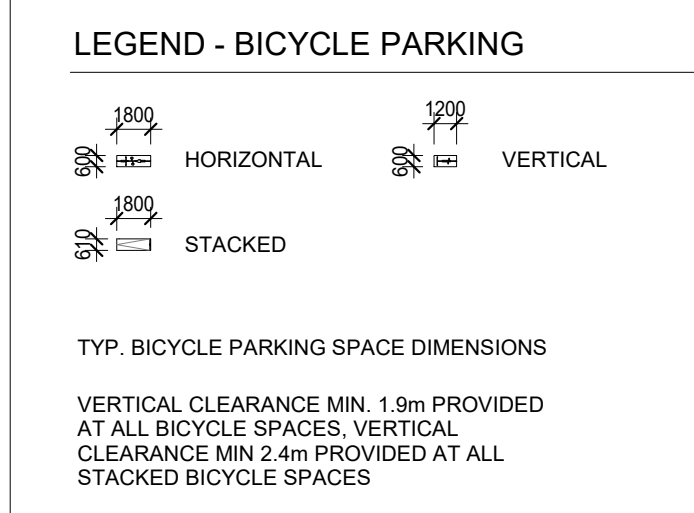 LEGEND - BICYCLE PARKING
1800
600
HORIZONTAL
1200
600
VERTICAL
1800
610
STACKED
TYP. BICYCLE PARKING SPACE DIMENSIONS
VERTICAL CLEARANCE MIN. 1.9m PROVIDED
AT ALL BICYCLE SPACES, VERTICAL
CLEARANCE MIN 2.4m PROVIDED AT ALL
STACKED BICYCLE SPACES